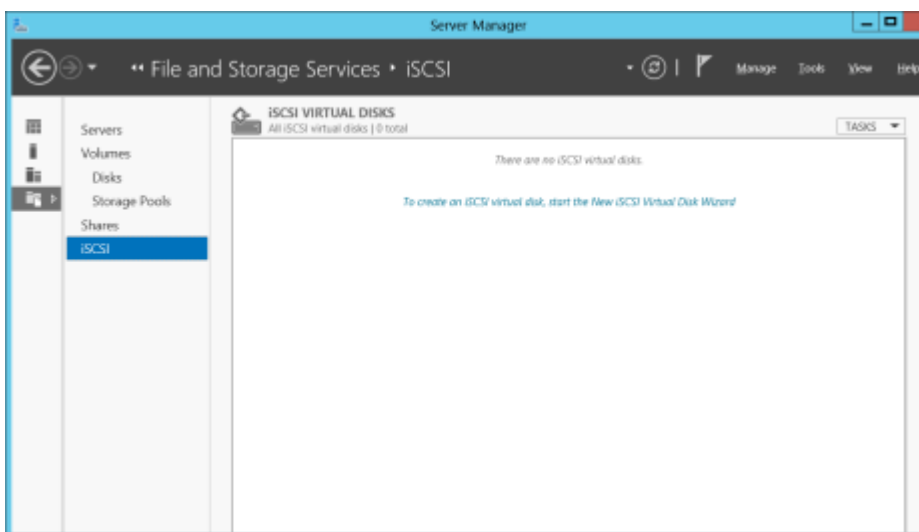 Server Manager
File and Storage Services • iSCSI
Manage Tools View Help
Servers
Volumes
Disks
Storage Pools
Shares
iSCSI
iSCSI VIRTUAL DISKS
All iSCSI virtual disks | 0 total
TASKS
There are no iSCSI virtual disks.
To create an iSCSI virtual disk, start the New iSCSI Virtual Disk Wizard